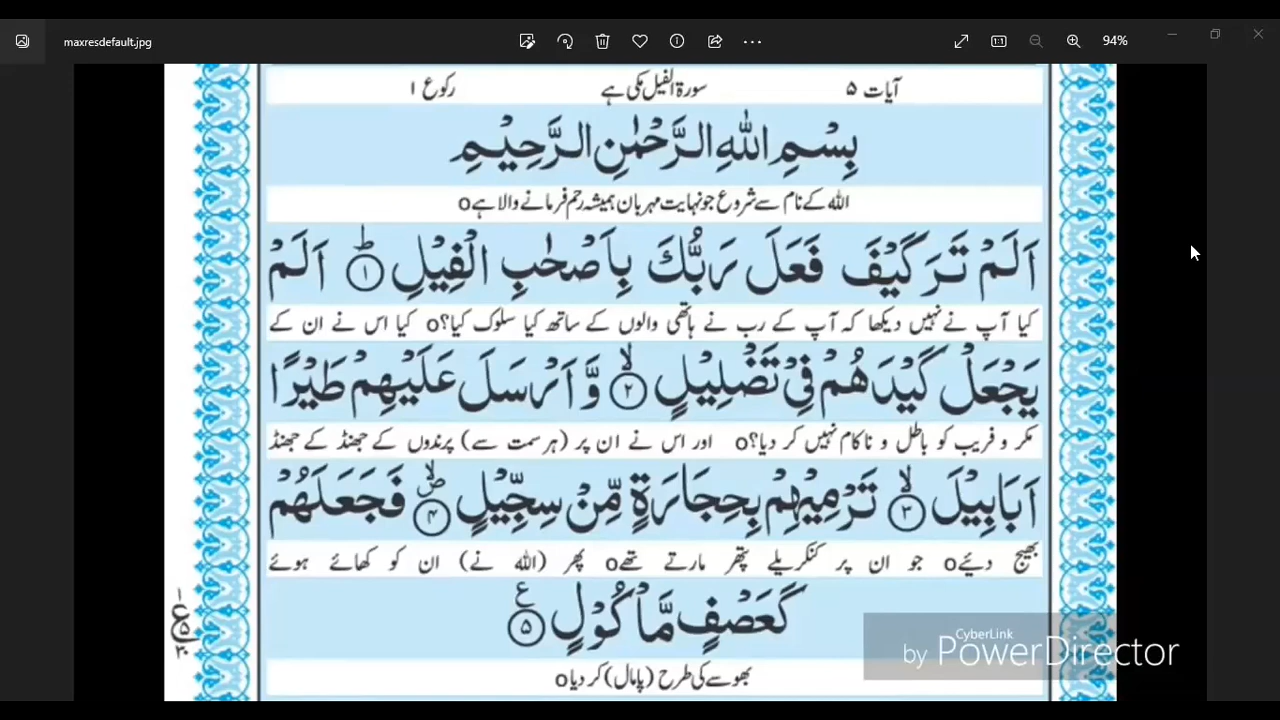 maxresdefault.jpg
94%
آیات ۵ سورۃ الفیل مکی ہے رکوع ۱
بِسْمِ اللّٰهِ الرَّحْمٰنِ الرَّحِيْمِ
اللہ کے نام سے شروع جو نہایت مہربان ہمیشہ رحم فرمانے والا ہے o
اَلَمْ تَرَ كَيْفَ فَعَلَ رَبُّكَ بِاَصْحٰبِ الْفِيْلِ ؕ۱ اَلَمْ
کیا آپ نے نہیں دیکھا کہ آپ کے رب نے ہاتھی والوں کے ساتھ کیا سلوک کیا؟ o کیا اس نے ان کے
يَجْعَلْ كَيْدَهُمْ فِيْ تَضْلِيْلٍ ۙ۲ وَّ اَرْسَلَ عَلَيْهِمْ طَيْرًا
مکر و فریب کو باطل و ناکام نہیں کر دیا؟ o اور اس نے ان پر (ہر سمت سے) پرندوں کے جھنڈ کے جھنڈ
اَبَابِيْلَ ۙ۳ تَرْمِيْهِمْ بِحِجَارَةٍ مِّنْ سِجِّيْلٍ ۪ۙ۴ فَجَعَلَهُمْ
بھیج دیئے o جو ان پر کنکریلے پتھر مارتے تھے o پھر (اللہ نے) ان کو کھائے ہوئے
كَعَصْفٍ مَّاْكُوْلٍ ع۵
بھوسے کی طرح (پامال) کر دیا o
CyberLink
by PowerDirector